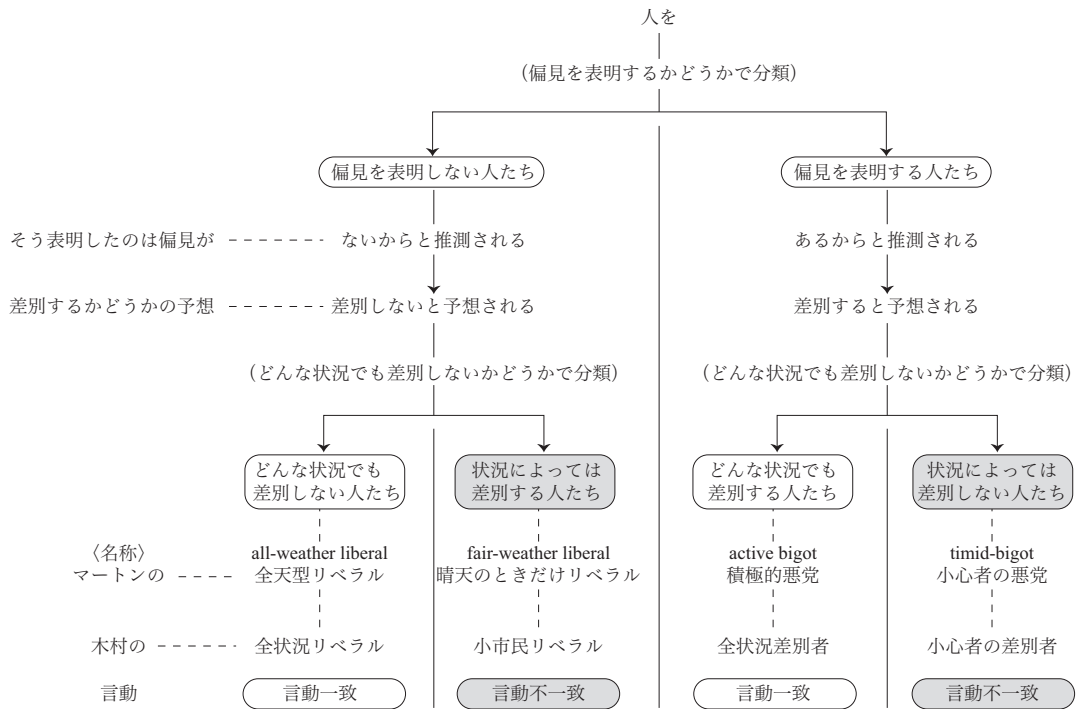 人を
(偏見を表明するかどうかで分類)
偏見を表明しない人たち
偏見を表明する人たち
そう表明したのは偏見が
ないからと推測される
あるからと推測される
差別するかどうかの予想
差別しないと予想される
差別すると予想される
(どんな状況でも差別しないかどうかで分類)
(どんな状況でも差別しないかどうかで分類)
どんな状況でも
差別しない人たち
状況によっては
差別する人たち
どんな状況でも
差別する人たち
状況によっては
差別しない人たち
〈名称〉
マートンの
all-weather liberal
全天型リベラル
fair-weather liberal
晴天のときだけリベラル
active bigot
積極的悪党
timid-bigot
小心者の悪党
木村の
全状況リベラル
小市民リベラル
全状況差別者
小心者の差別者
言動
言動一致
言動不一致
言動一致
言動不一致